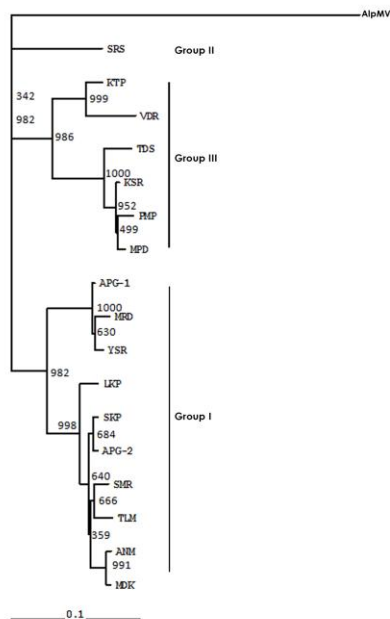 AlpMV
SRS Group II
KTP
342
999
982 VDR
986
TDS
Group III
1000
KSR
952
PMP
499
MPD
APG-1
1000
MRD
630
YSR
982
LKP
SKP
998 Group I
684
APG-2
640
SMR
666
TLM
359
ANM
991
MDK
0.1